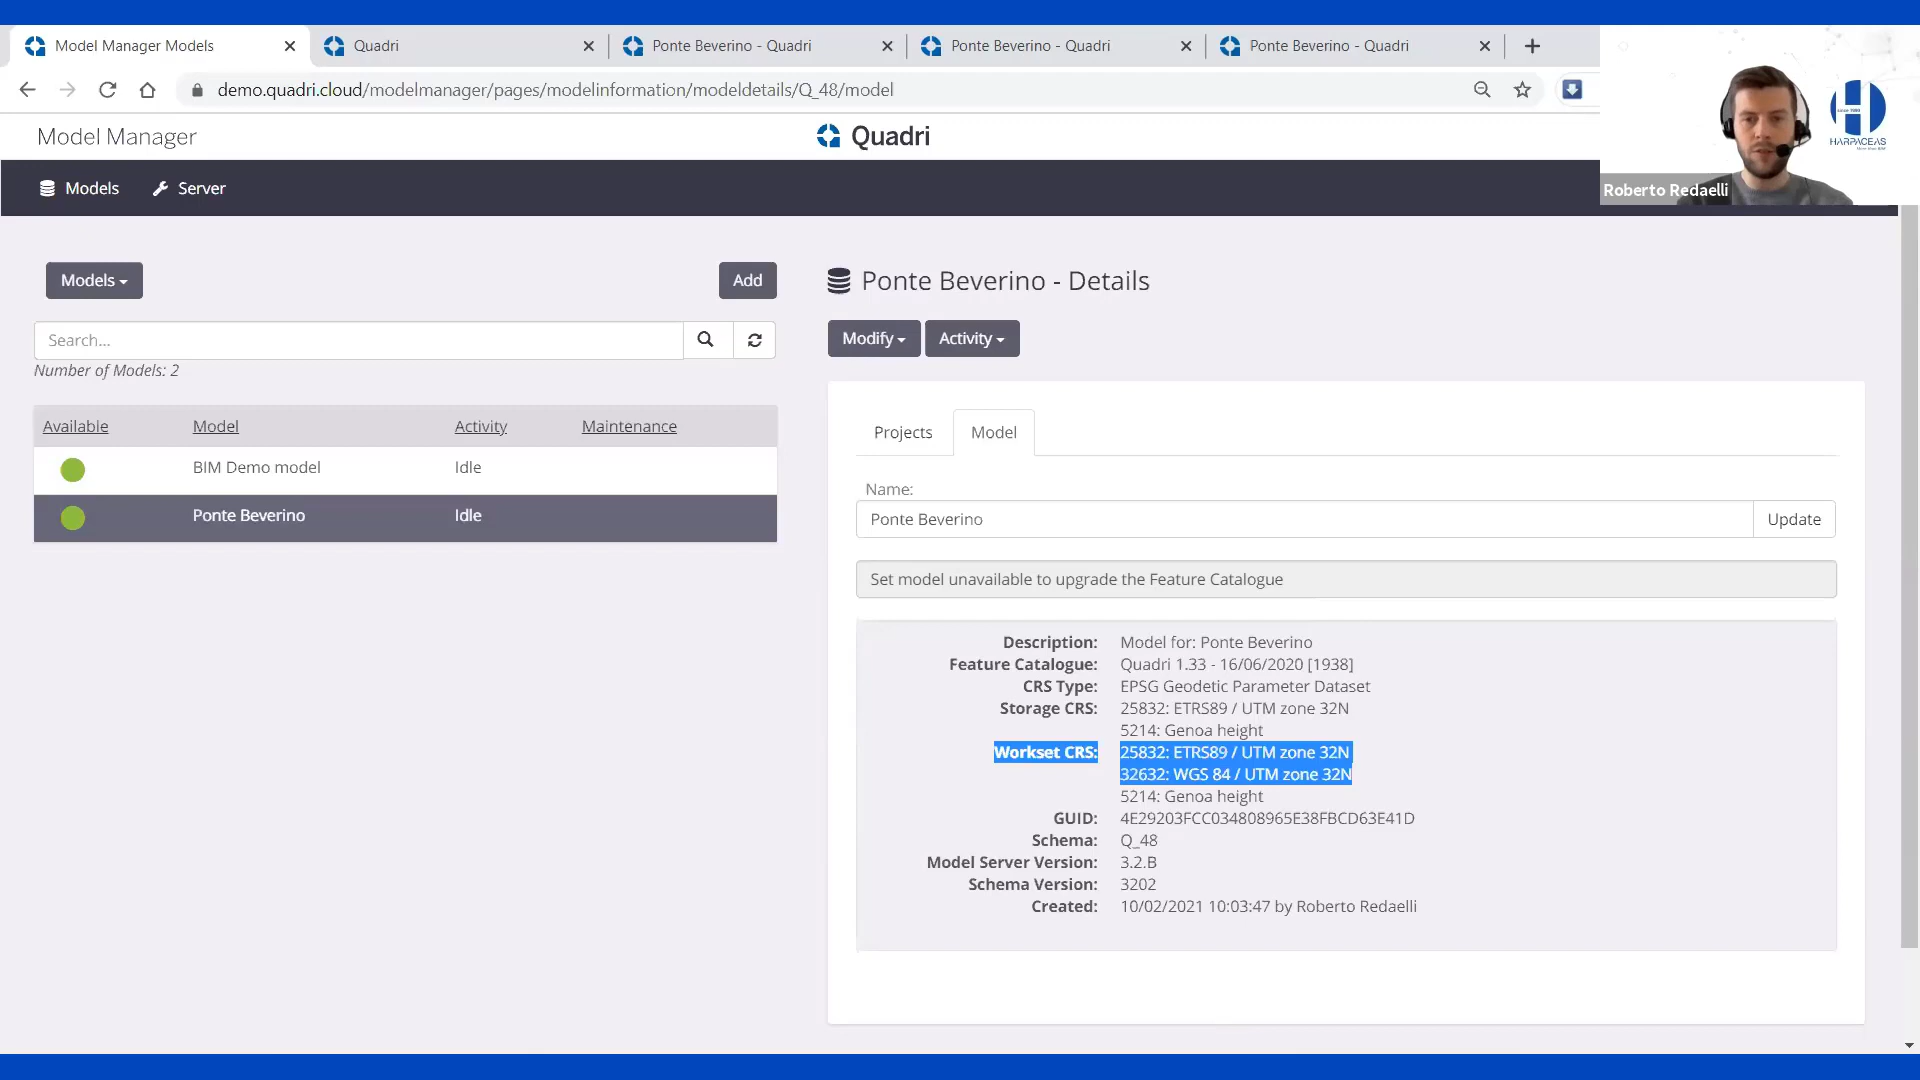 Model Manager Models
Quadri
Ponte Beverino - Quadri
Ponte Beverino - Quadri
Ponte Beverino - Quadri
demo.quadri.cloud/modelmanager/pages/modelinformation/modeldetails/Q_48/model
Model Manager
Quadri
HARPACEAS
Roberto Redaelli
Models
Server
Models
Add
Ponte Beverino - Details
Search...
Modify
Activity
Number of Models: 2
Available Model Activity Maintenance
BIM Demo model Idle
Ponte Beverino Idle
Projects
Model
Name:
Ponte Beverino
Update
Set model unavailable to upgrade the Feature Catalogue
Description: Model for: Ponte Beverino
Feature Catalogue: Quadri 1.33 - 16/06/2020 [1938]
CRS Type: EPSG Geodetic Parameter Dataset
Storage CRS: 25832: ETRS89 / UTM zone 32N
5214: Genoa height
Workset CRS: 25832: ETRS89 / UTM zone 32N
32632: WGS 84 / UTM zone 32N
5214: Genoa height
GUID: 4E29203FCC034808965E38FBCD63E41D
Schema: Q_48
Model Server Version: 3.2.B
Schema Version: 3202
Created: 10/02/2021 10:03:47 by Roberto Redaelli